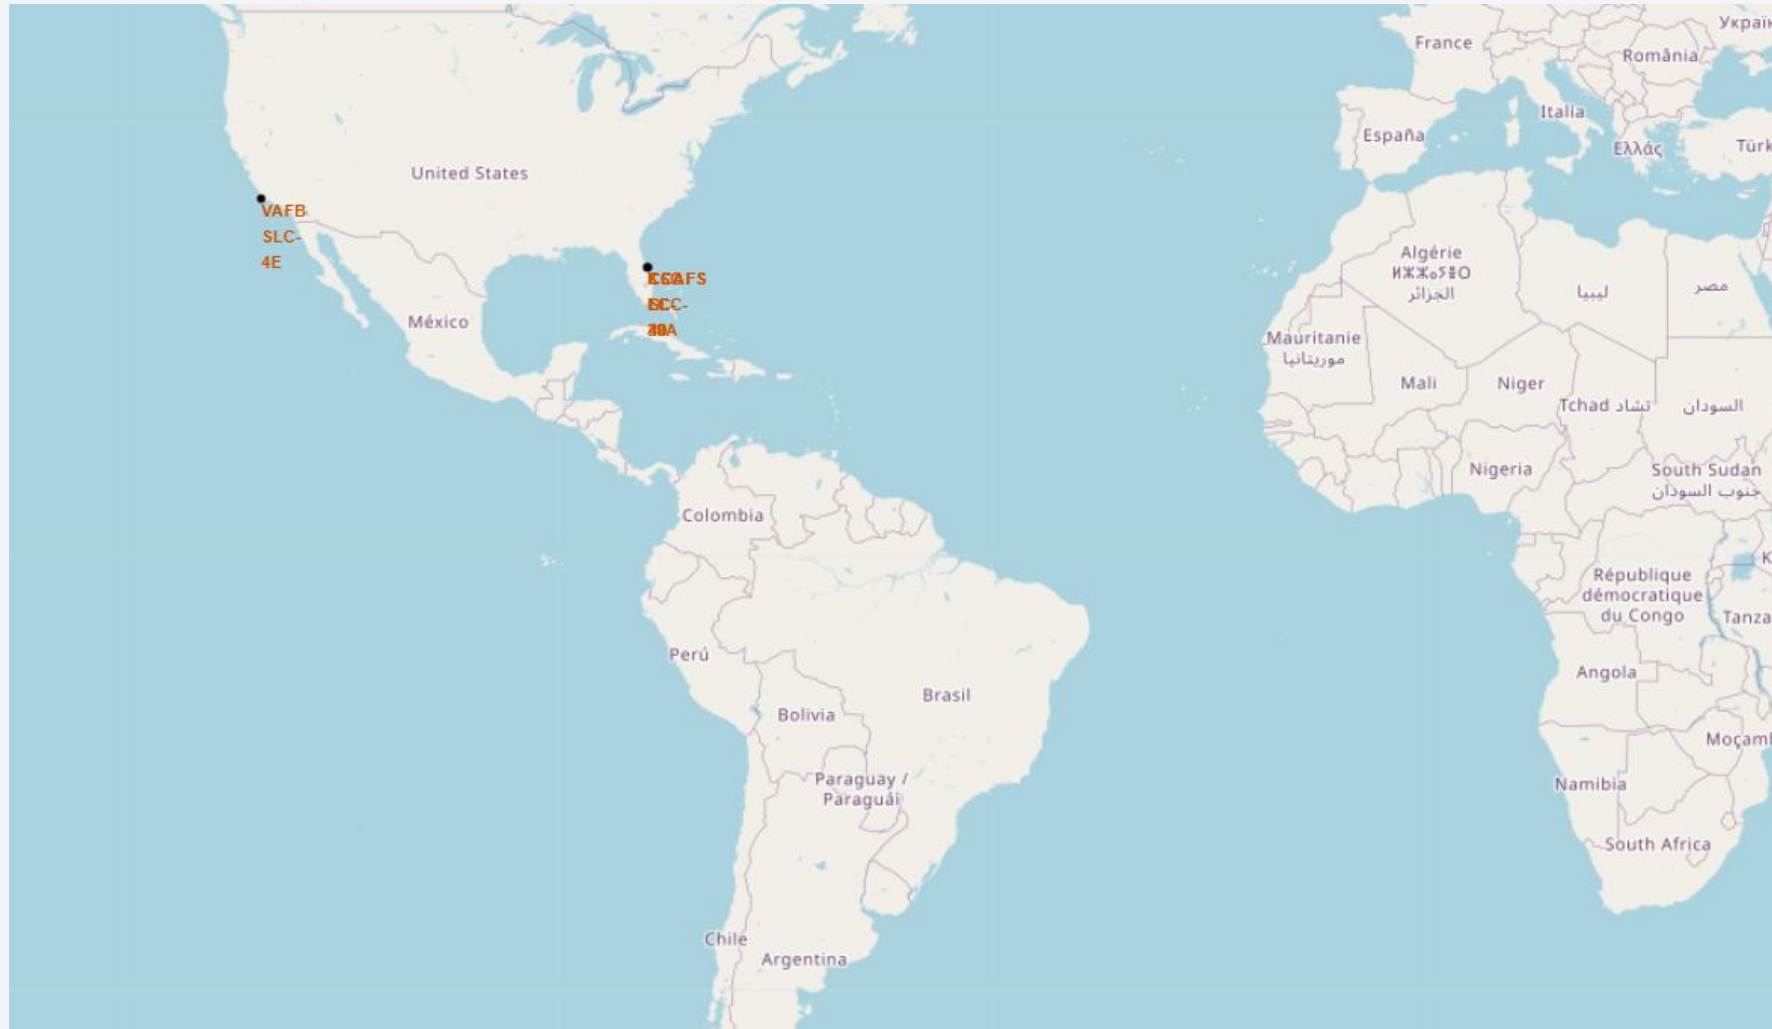 Україн
France
România
Italia
España
Ελλάς
Türk
United States
VAFB
SLC-
4E
México
Algérie
ⵍⵣⵣⴰⵢⴻⵔ
الجزائر
ليبيا
مصر
Mauritanie
موريتانيا
Mali
Niger
Tchad تشاد
السودان
Nigeria
South Sudan
جنوب السودان
Colombia
République
démocratique
du Congo
K
Tanza
Perú
Angola
Brasil
Bolivia
Moçamb
Paraguay /
Paraguái
Namibia
South Africa
Chile
Argentina